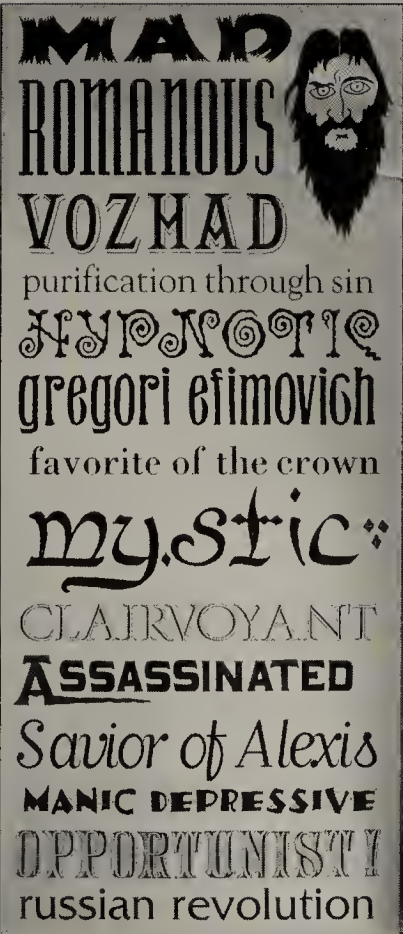 MAD
ROMANOVS
VOZHAD
purification through sin
HYPNOTIC
gregori efimovich
favorite of the crown
mystic
CLAIRVOYANT
ASSASSINATED
Savior of Alexis
MANIC DEPRESSIVE
OPPORTUNIST!
russian revolution